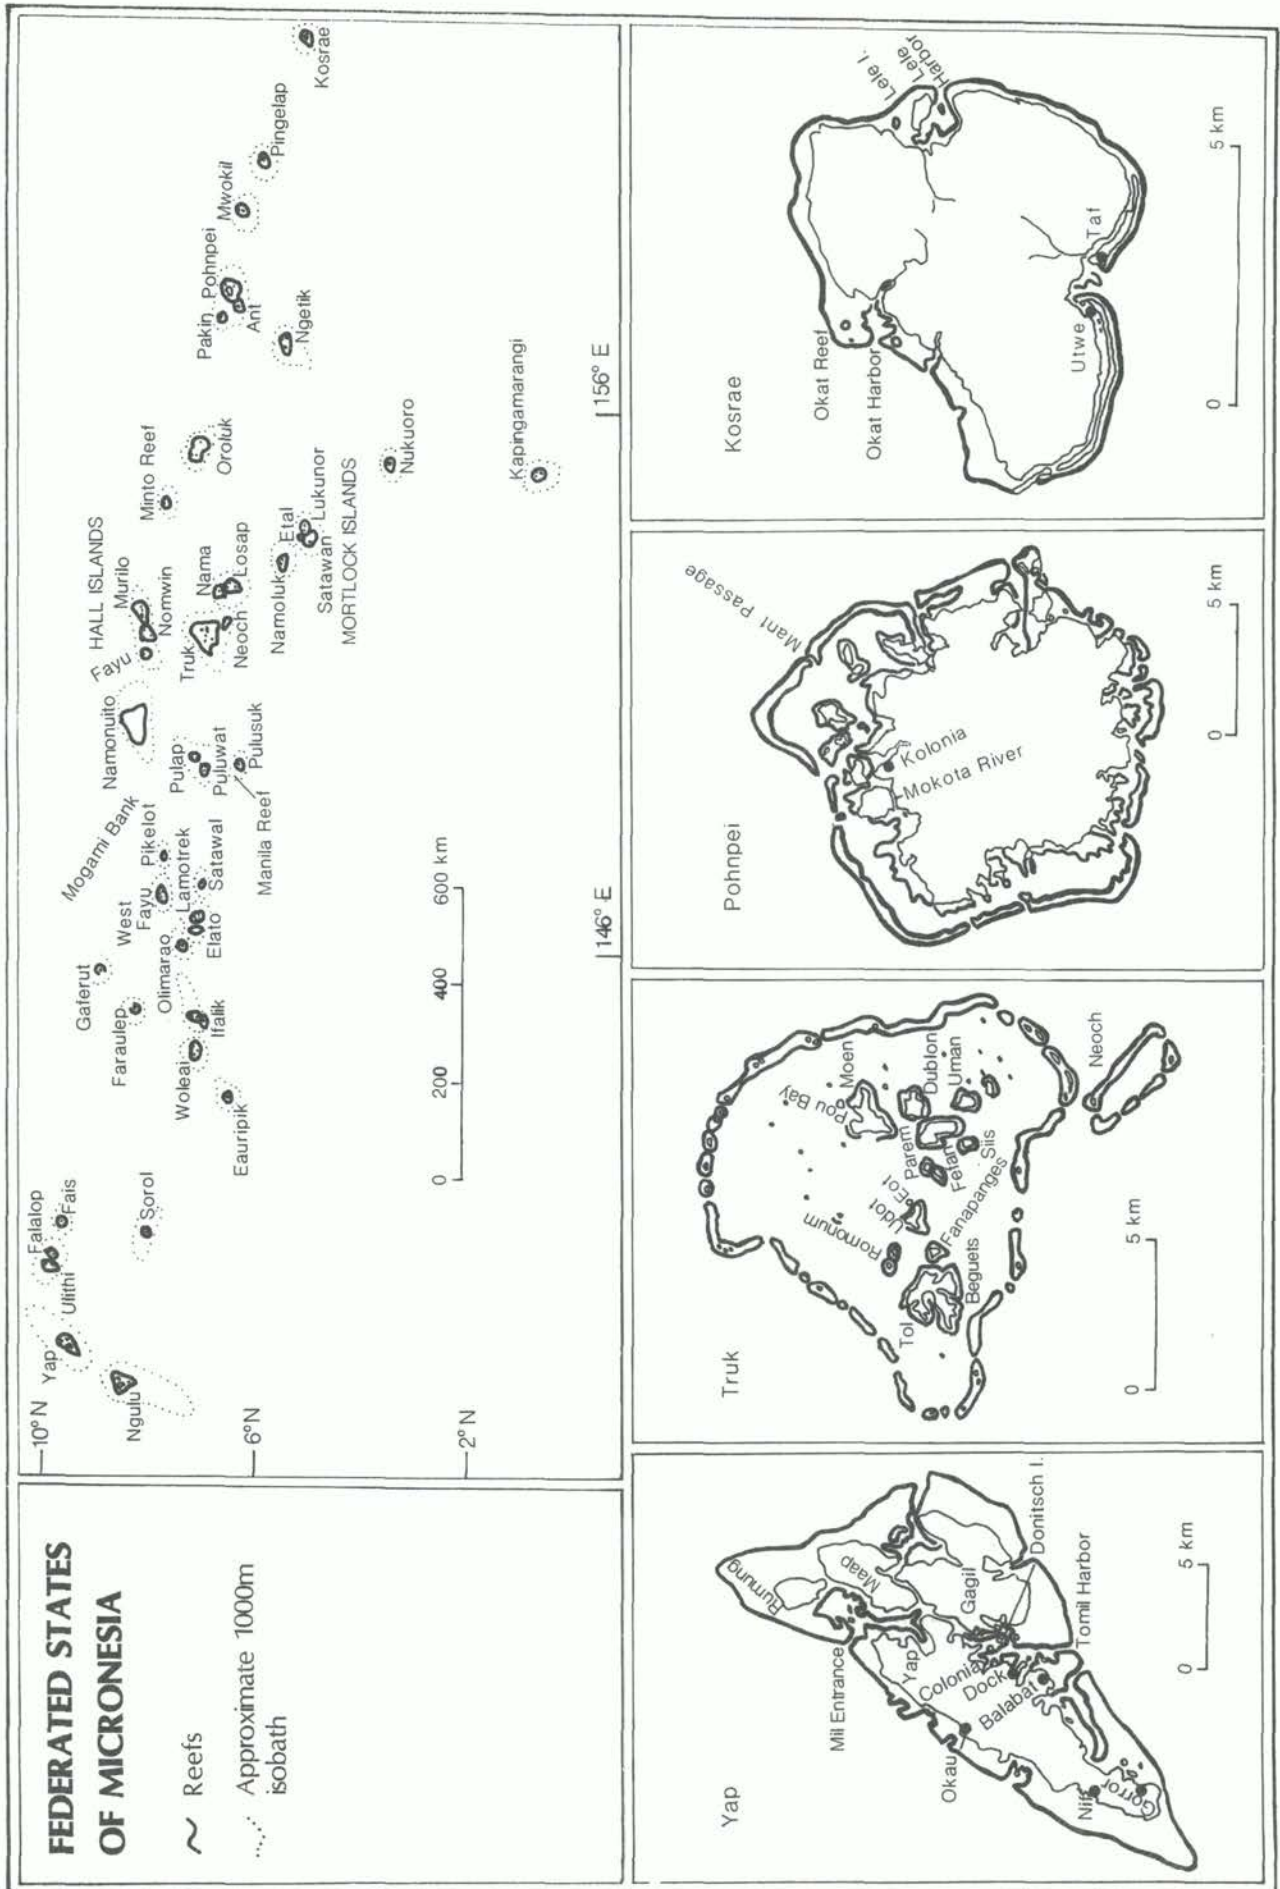 FEDERATED STATES
OF MICRONESIA
Reefs
Approximate 1000m
isobath
10° N
6° N
2° N
146° E
156° E
0
200
400
600 km
Yap
Ngulu
Ulithi
Falalop
Fais
Sorol
Eauripik
Woleai
Ifalik
Faraulep
Gaferut
Olimarao
Elato
Lamotrek
West
Fayu
Satawal
Pikelot
Mogami Bank
Manila Reef
Pulap
Puluwat
Pulusuk
Namonuito
Fayu
HALL ISLANDS
Murilo
Nomwin
Truk
Neoch
Nama
Losap
Namoluk
Etal
Lukunor
Satawan
MORTLOCK ISLANDS
Minto Reef
Oroluk
Nukuoro
Kapingamarangi
Ngetik
Pakin
Ant
Pohnpei
Mwokil
Pingelap
Kosrae
Yap
Rumung
Maap
Mil Entrance
Yap
Gagil
Donitsch I.
Tomil Harbor
Colonia
Dock
Balabat
Okau
Nif
Gorror
0
5 km
Truk
Moen
Pou Bay
Dublon
Uman
Parem
Fefan
Siis
Eot
Udot
Romonum
Fanapanges
Beguets
Tol
Neoch
0
5 km
Pohnpei
Mant Passage
Kolonia
Mokota River
0
5 km
Kosrae
Lele I.
Lele
Harbor
Okat Reef
Okat Harbor
Utwe
Taf
0
5 km